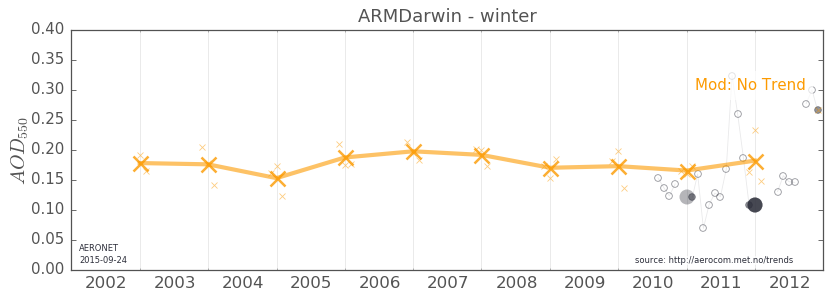 ARMDarwin - winter
0.40
0.35
0.30
0.25
0.20
0.15
0.10
0.05
0.00
AOD550
Mod: No Trend
AERONET
2015-09-24
source: http://aerocom.met.no/trends
2002 2003 2004 2005 2006 2007 2008 2009 2010 2011 2012